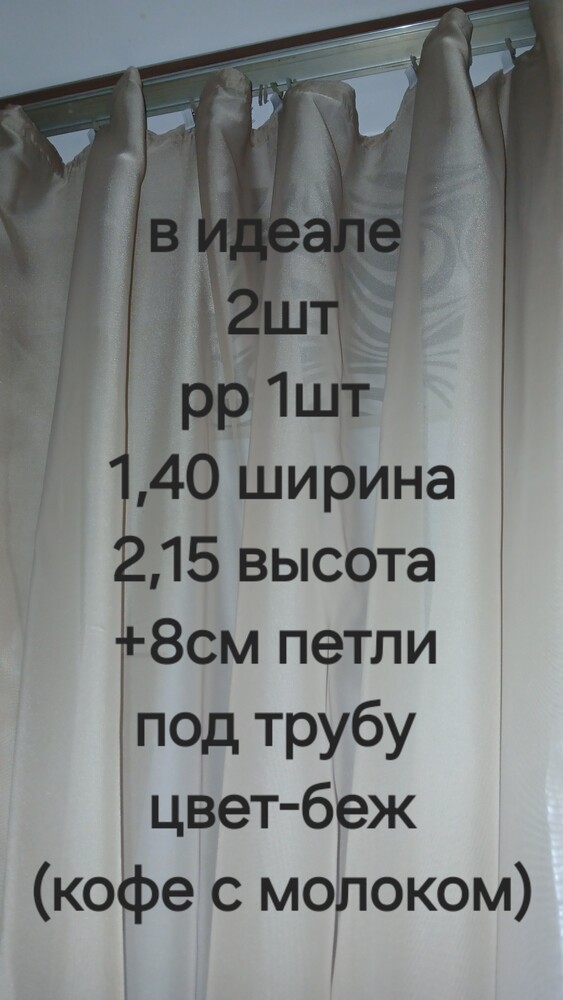 в идеале
2шт
рр 1шт
1,40 ширина
2,15 высота
+8см петли
под трубу
цвет-беж
(кофе с молоком)